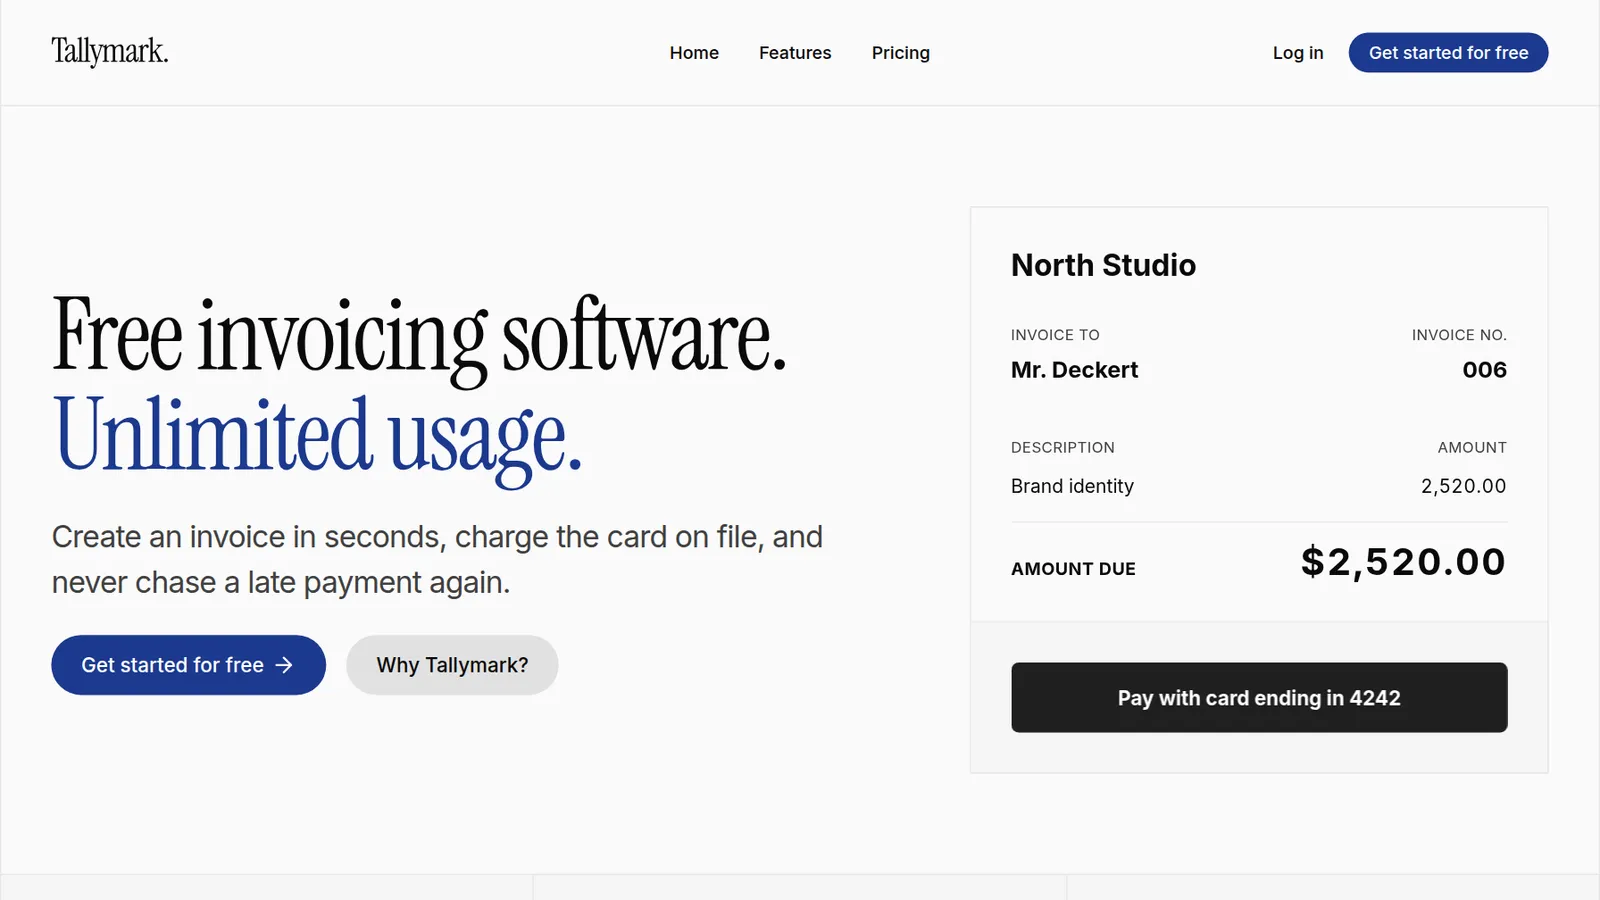 Tallymark.
Home
Features
Pricing
Log in
Get started for free
Free invoicing software.
Unlimited usage.
Create an invoice in seconds, charge the card on file, and
never chase a late payment again.
Get started for free →
Why Tallymark?
North Studio
INVOICE TO
INVOICE NO.
Mr. Deckert
006
DESCRIPTION
AMOUNT
Brand identity
2,520.00
AMOUNT DUE
$2,520.00
Pay with card ending in 4242